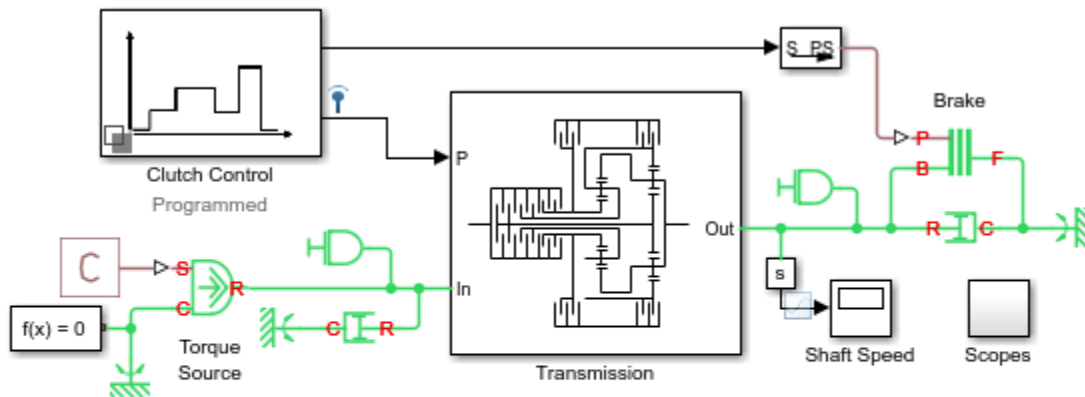 S PS
Brake
P
B
F
Clutch Control
Programmed
P
C
S
R
C
f(x) = 0
Torque
Source
In
C
R
Out
Transmission
R
C
s
Shaft Speed
Scopes